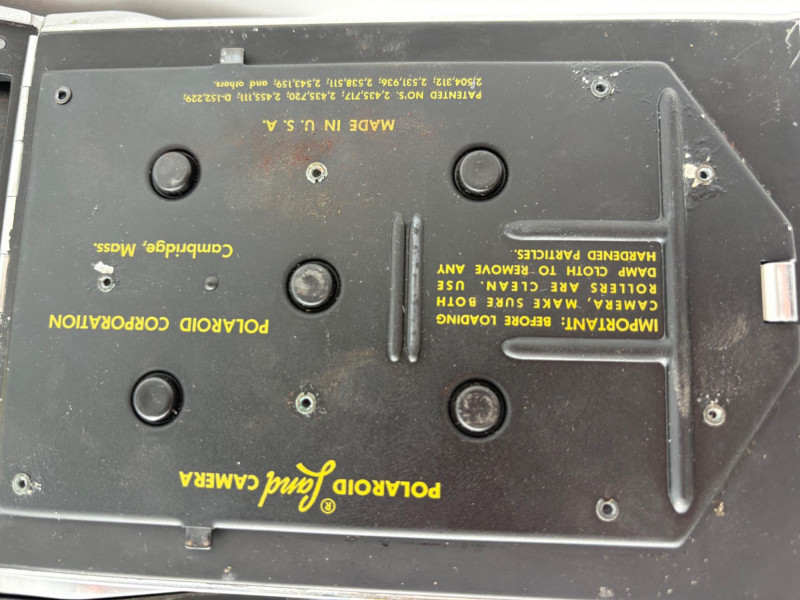 POLAROID ® Land CAMERA
POLAROID CORPORATION
Cambridge, Mass.
IMPORTANT: BEFORE LOADING
CAMERA, MAKE SURE BOTH
ROLLERS ARE CLEAN. USE
DAMP CLOTH TO REMOVE ANY
HARDENED PARTICLES.
MADE IN U. S. A.
PATENTED NO'S. 2,435,717; 2,435,720; 2,455,111; D-152,229;
2,504,312; 2,531,936; 2,538,511; 2,543,159; and others.